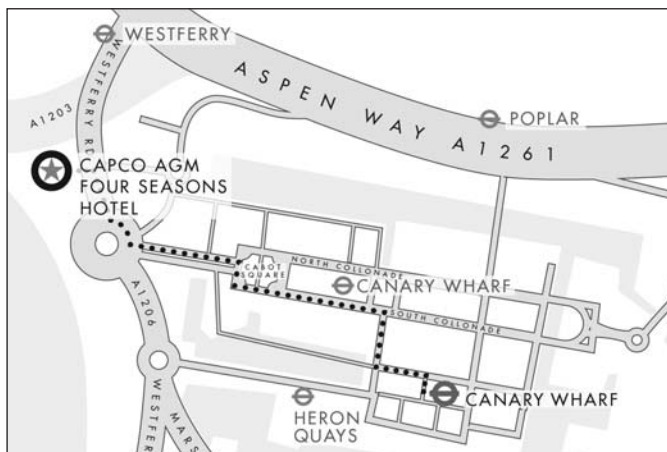 WESTFERRY
WESTFERRY RD
A1203
ASPEN WAY A1261
POPLAR
CAPCO AGM
FOUR SEASONS
HOTEL
CABOT
SQUARE
NORTH COLLONADE
CANARY WHARF
A1206
SOUTH COLLONADE
CANARY WHARF
HERON
QUAYS
WESTFER
MARS